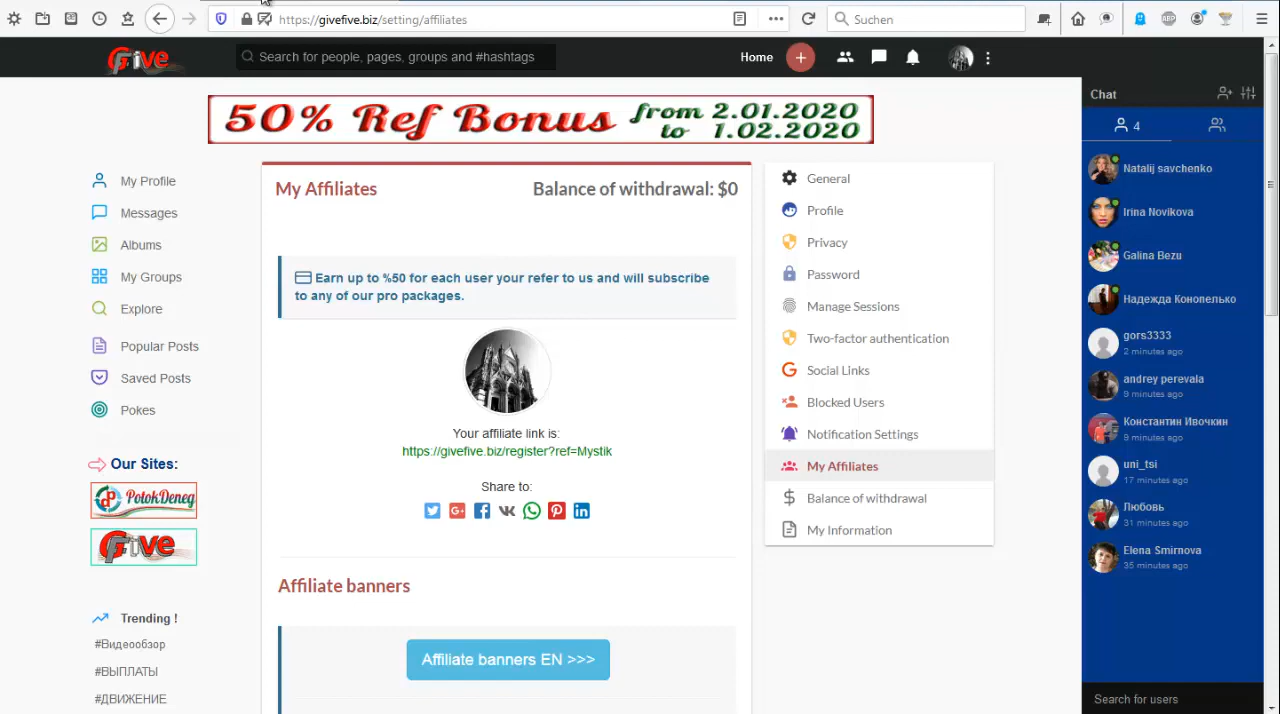 https://givefive.biz/setting/affiliates
Suchen
GFive
Search for people, pages, groups and #hashtags
Home
50% Ref Bonus from 2.01.2020
to 1.02.2020
My Profile
Messages
Albums
My Groups
Explore
Popular Posts
Saved Posts
Pokes
Our Sites:
PotokDeneg
GFive
Trending !
#Видеообзор
#ВЫПЛАТЫ
#ДВИЖЕНИЕ
My Affiliates
Balance of withdrawal: $0
Earn up to %50 for each user your refer to us and will subscribe
to any of our pro packages.
Your affiliate link is:
https://givefive.biz/register?ref=Mystik
Share to:
Affiliate banners
Affiliate banners EN >>>
General
Profile
Privacy
Password
Manage Sessions
Two-factor authentication
Social Links
Blocked Users
Notification Settings
My Affiliates
Balance of withdrawal
My Information
Chat
4
Natalij savchenko
Irina Novikova
Galina Bezu
Надежда Конопелько
gors3333
2 minutes ago
andrey perevala
9 minutes ago
Константин Ивочкин
9 minutes ago
uni_tsi
17 minutes ago
Любовь
31 minutes ago
Elena Smirnova
35 minutes ago
Search for users